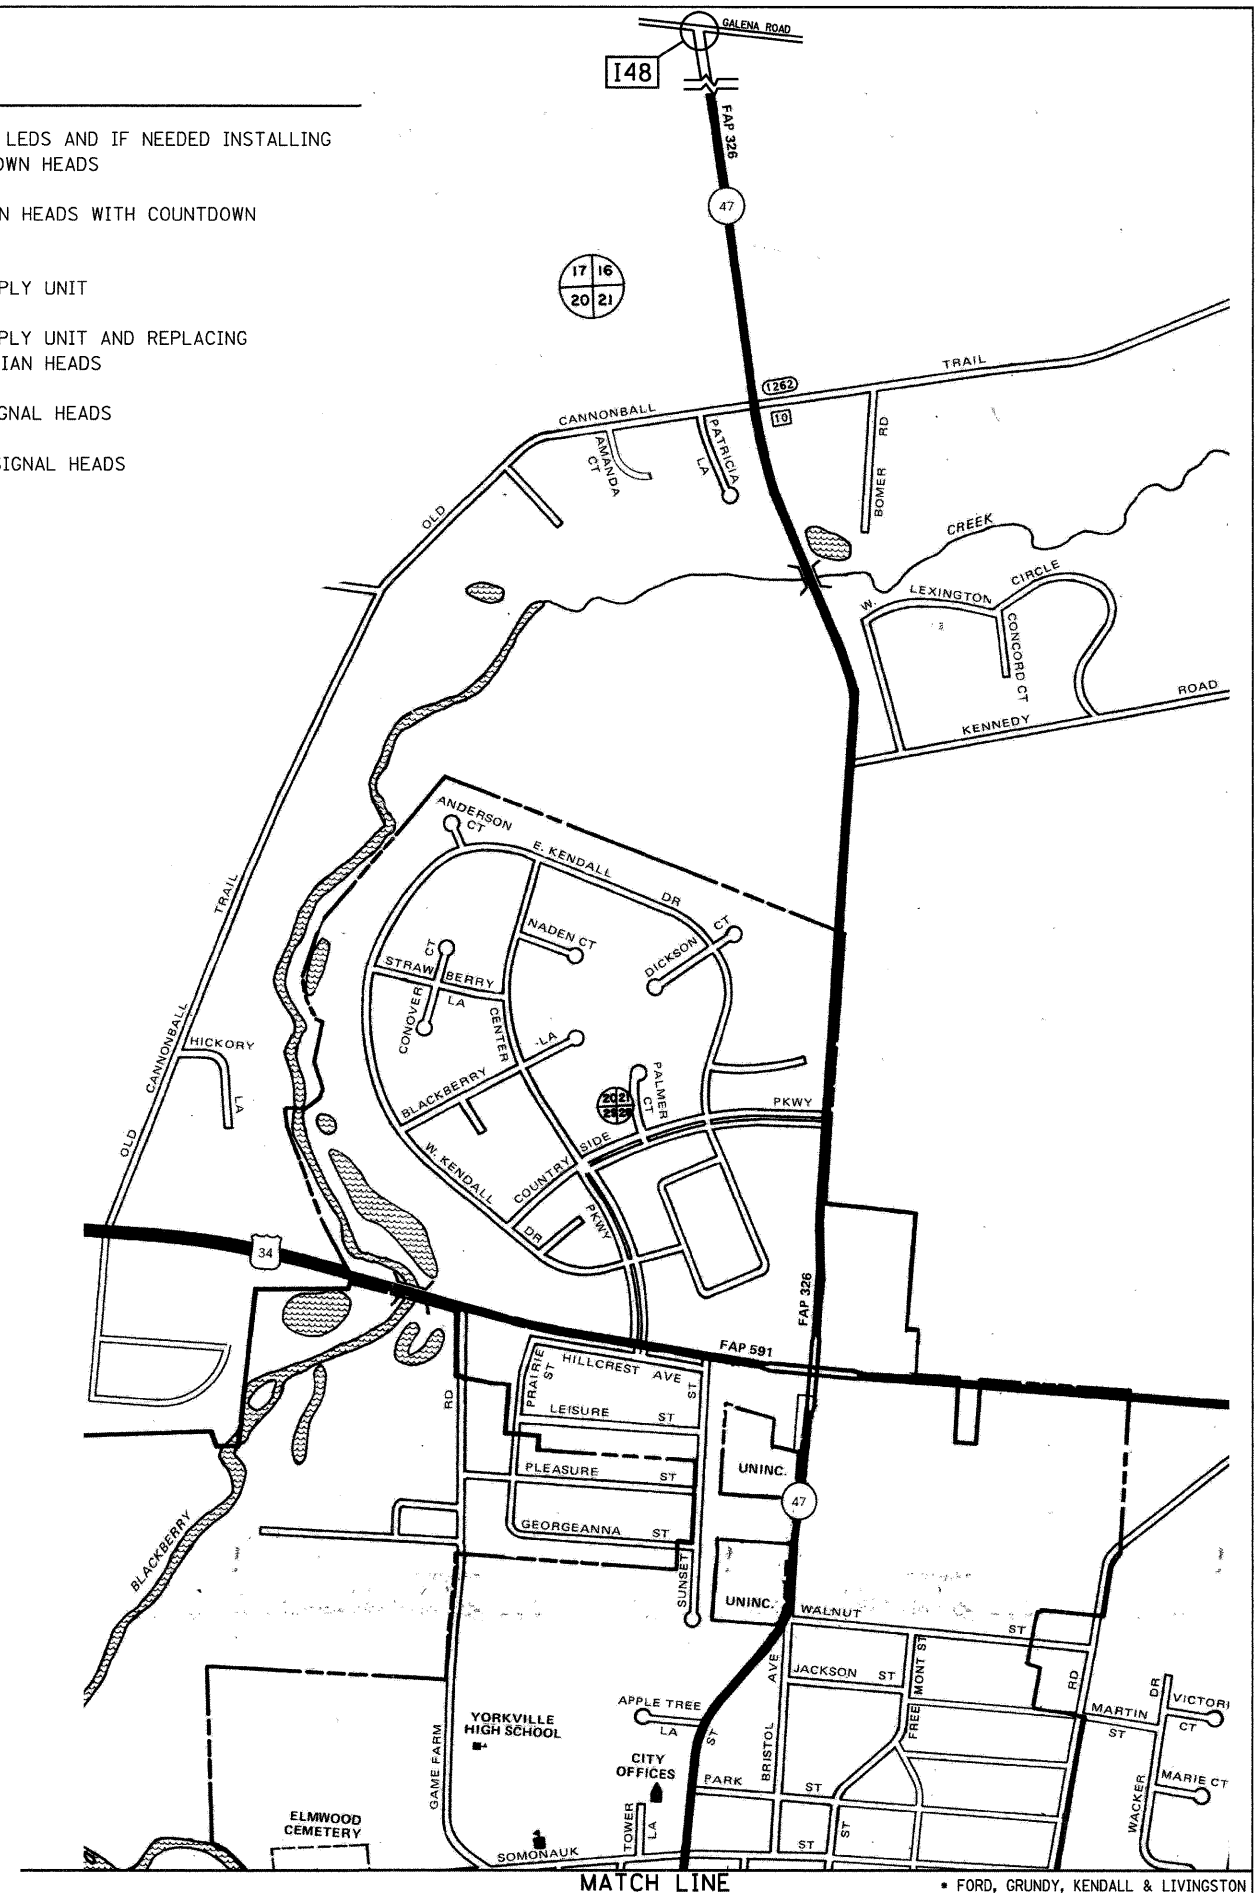 GALENA ROAD
I48
FAP 326
LEDS AND IF NEEDED INSTALLING
OWN HEADS
N HEADS WITH COUNTDOWN
PLY UNIT
PLY UNIT AND REPLACING
IAN HEADS
GNAL HEADS
SIGNAL HEADS
47
17 16
20 21
TRAIL
1262
10
CANNONBALL
AMANDA
CT
PATRICIA
LA
BOMER
RD
OLD
CREEK
W.
LEXINGTON
CIRCLE
CONCORD CT
KENNEDY
ROAD
ANDERSON
CT
E. KENDALL
DR
TRAIL
NADEN CT
DICKSON
CT
CT
STRAWBERRY
LA
CONOVER
CENTER
CANNONBALL
HICKORY
LA
LA
BLACKBERRY
PALMER
CT
20 21
29 28
PKWY
OLD
W. KENDALL
DR
COUNTRY
SIDE
PKWY
34
FAP 326
FAP 591
PRAIRIE
ST
HILLCREST AVE
ST
RD
LEISURE ST
UNINC.
PLEASURE ST
47
GEORGEANNA ST
BLACKBERRY
SUNSET
UNINC.
WALNUT
ST
AVE
JACKSON ST
MONT ST
FREE
RD
MARTIN
ST
DR
VICTORI
CT
APPLE TREE
LA
ST
YORKVILLE
HIGH SCHOOL
CITY
OFFICES
GAME FARM
BRISTOL
PARK
ST
MARIE CT
WACKER
ELMWOOD
CEMETERY
TOWER
LA
ST
ST
SOMONAUK
MATCH LINE
* FORD, GRUNDY, KENDALL & LIVINGSTON